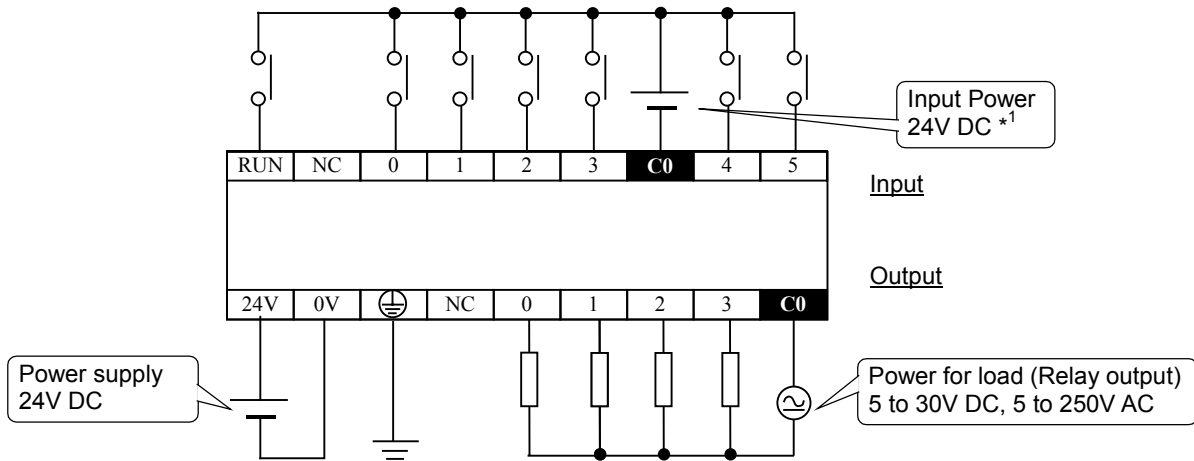 Input Power
24V DC *1
RUN NC 0 1 2 3 C0 4 5
Input
Output
24V 0V NC 0 1 2 3 C0
Power supply
24V DC
Power for load (Relay output)
5 to 30V DC, 5 to 250V AC